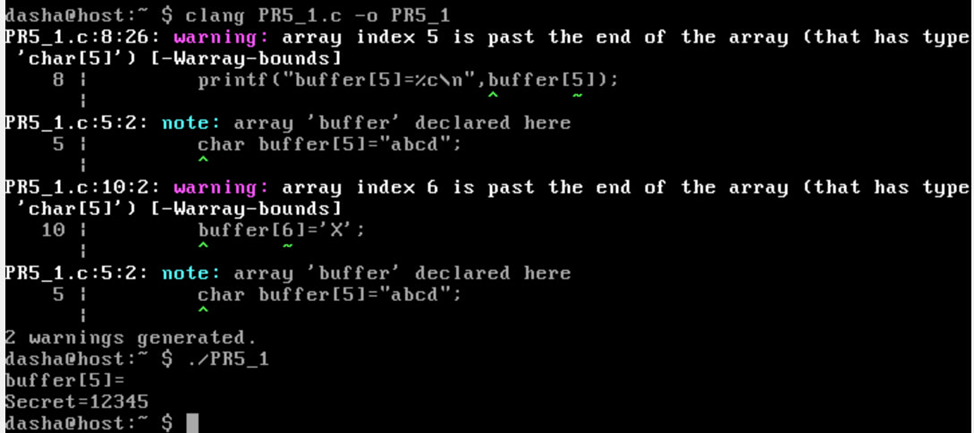 dasha@host:~ $ clang PR5_1.c -o PR5_1
PR5_1.c:8:26: warning: array index 5 is past the end of the array (that has type
 'char[5]') [-Warray-bounds]
    8 |         printf("buffer[5]=%c\n",buffer[5]);
      |                                 ^      ~
PR5_1.c:5:2: note: array 'buffer' declared here
    5 |         char buffer[5]="abcd";
      |         ^
PR5_1.c:10:2: warning: array index 6 is past the end of the array (that has type
 'char[5]') [-Warray-bounds]
   10 |         buffer[6]='X';
      |         ^      ~
PR5_1.c:5:2: note: array 'buffer' declared here
    5 |         char buffer[5]="abcd";
      |         ^
2 warnings generated.
dasha@host:~ $ ./PR5_1
buffer[5]=
Secret=12345
dasha@host:~ $